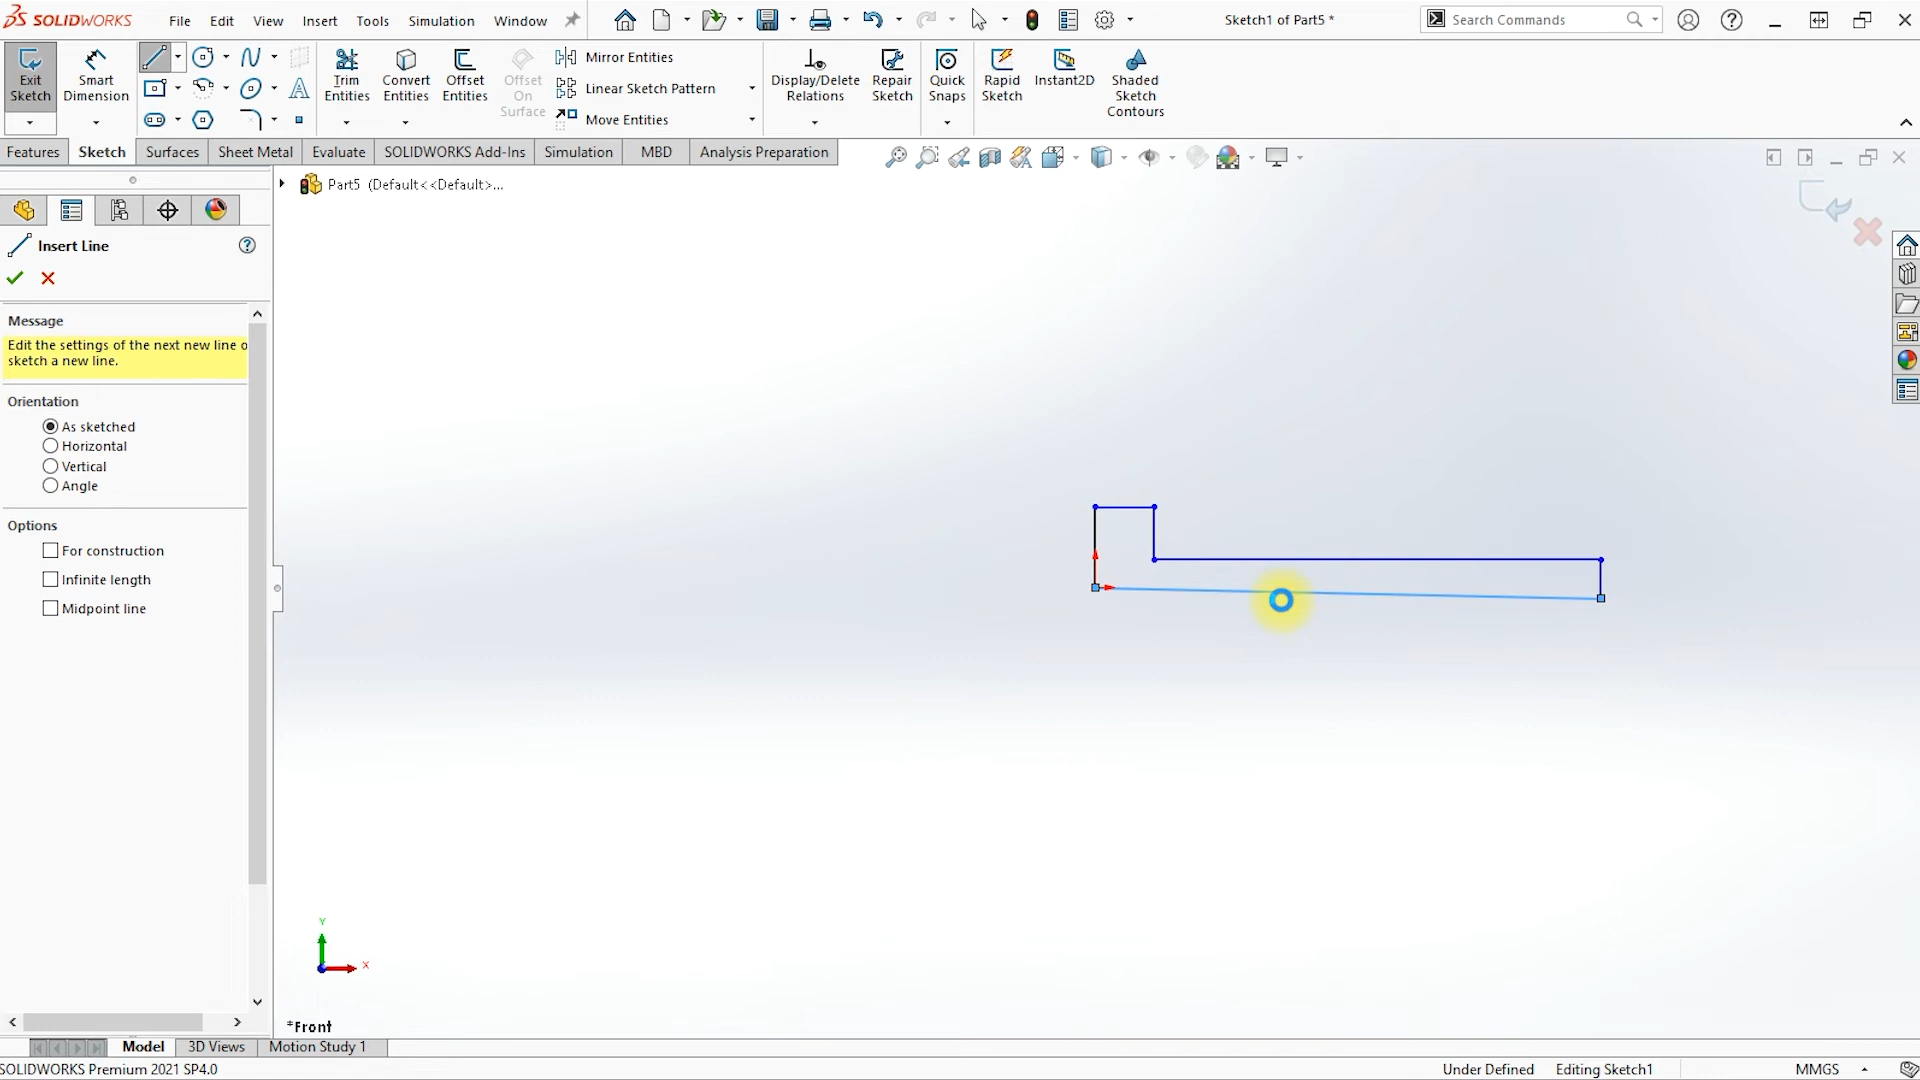 SOLIDWORKS File Edit View Insert Tools Simulation Window Sketch1 of Part5 * Search Commands
Exit Sketch
Smart Dimension
Trim Entities
Convert Entities
Offset Entities
Offset On Surface
Mirror Entities
Linear Sketch Pattern
Move Entities
Display/Delete Relations
Repair Sketch
Quick Snaps
Rapid Sketch
Instant2D
Shaded Sketch Contours
Features Sketch Surfaces Sheet Metal Evaluate SOLIDWORKS Add-Ins Simulation MBD Analysis Preparation
Part5 (Default<<Default>...
Insert Line
Message
Edit the settings of the next new line o
sketch a new line.
Orientation
As sketched
Horizontal
Vertical
Angle
Options
For construction
Infinite length
Midpoint line
Y
X
*Front
Model 3D Views Motion Study 1
SOLIDWORKS Premium 2021 SP4.0 Under Defined Editing Sketch1 MMGS